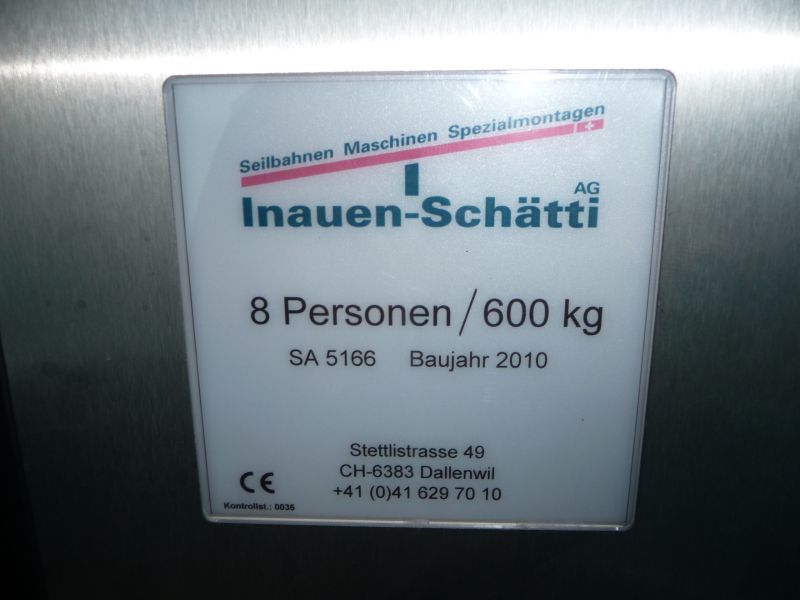 Seilbahnen Maschinen Spezialmontagen
AG
Inauen-Schätti
8 Personen / 600 kg
SA 5166 Baujahr 2010
Stettlistrasse 49
CH-6383 Dallenwil
+41 (0)41 629 70 10
CE
Kontrollst.: 0036